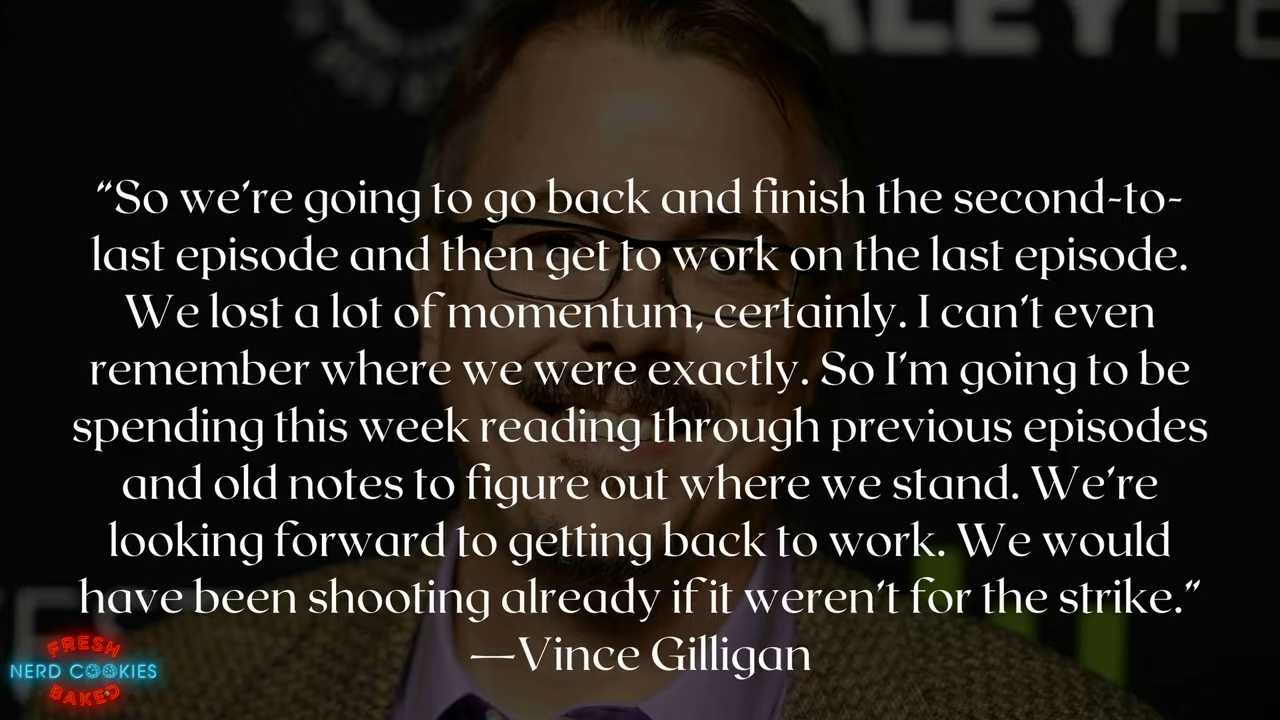 ALEYFE
“So we’re going to go back and finish the second-to-
last episode and then get to work on the last episode.
We lost a lot of momentum, certainly. I can’t even
remember where we were exactly. So I’m going to be
spending this week reading through previous episodes
and old notes to figure out where we stand. We’re
looking forward to getting back to work. We would
have been shooting already if it weren’t for the strike.”
—Vince Gilligan
FRESH
NERD COOKIES
BAKED